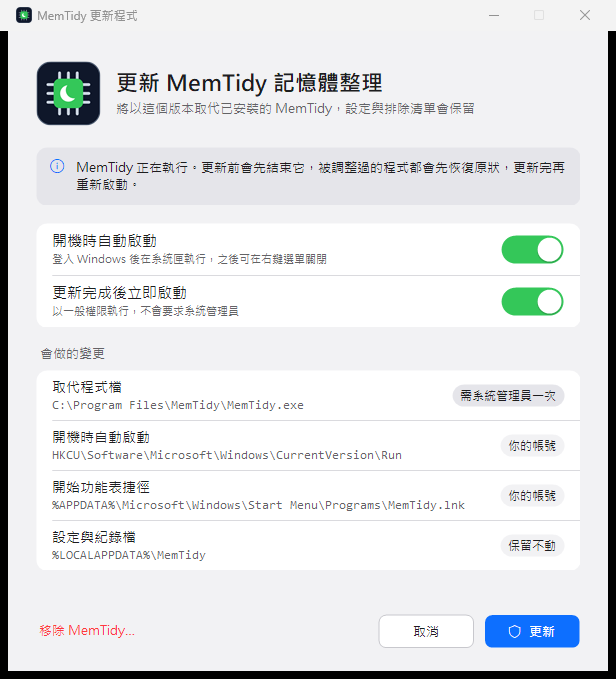 MemTidy 更新程式
更新 MemTidy 記憶體整理
將以這個版本取代已安裝的 MemTidy，設定與排除清單會保留
MemTidy 正在執行。更新前會先結束它，被調整過的程式都會先恢復原狀，更新完再
重新啟動。
開機時自動啟動
登入 Windows 後在系統匣執行，之後可在右鍵選單關閉
更新完成後立即啟動
以一般權限執行，不會要求系統管理員
會做的變更
取代程式檔
C:\Program Files\MemTidy\MemTidy.exe
需系統管理員一次
開機時自動啟動
HKCU\Software\Microsoft\Windows\CurrentVersion\Run
你的帳號
開始功能表捷徑
%APPDATA%\Microsoft\Windows\Start Menu\Programs\MemTidy.lnk
你的帳號
設定與紀錄檔
%LOCALAPPDATA%\MemTidy
保留不動
移除 MemTidy...
取消
更新